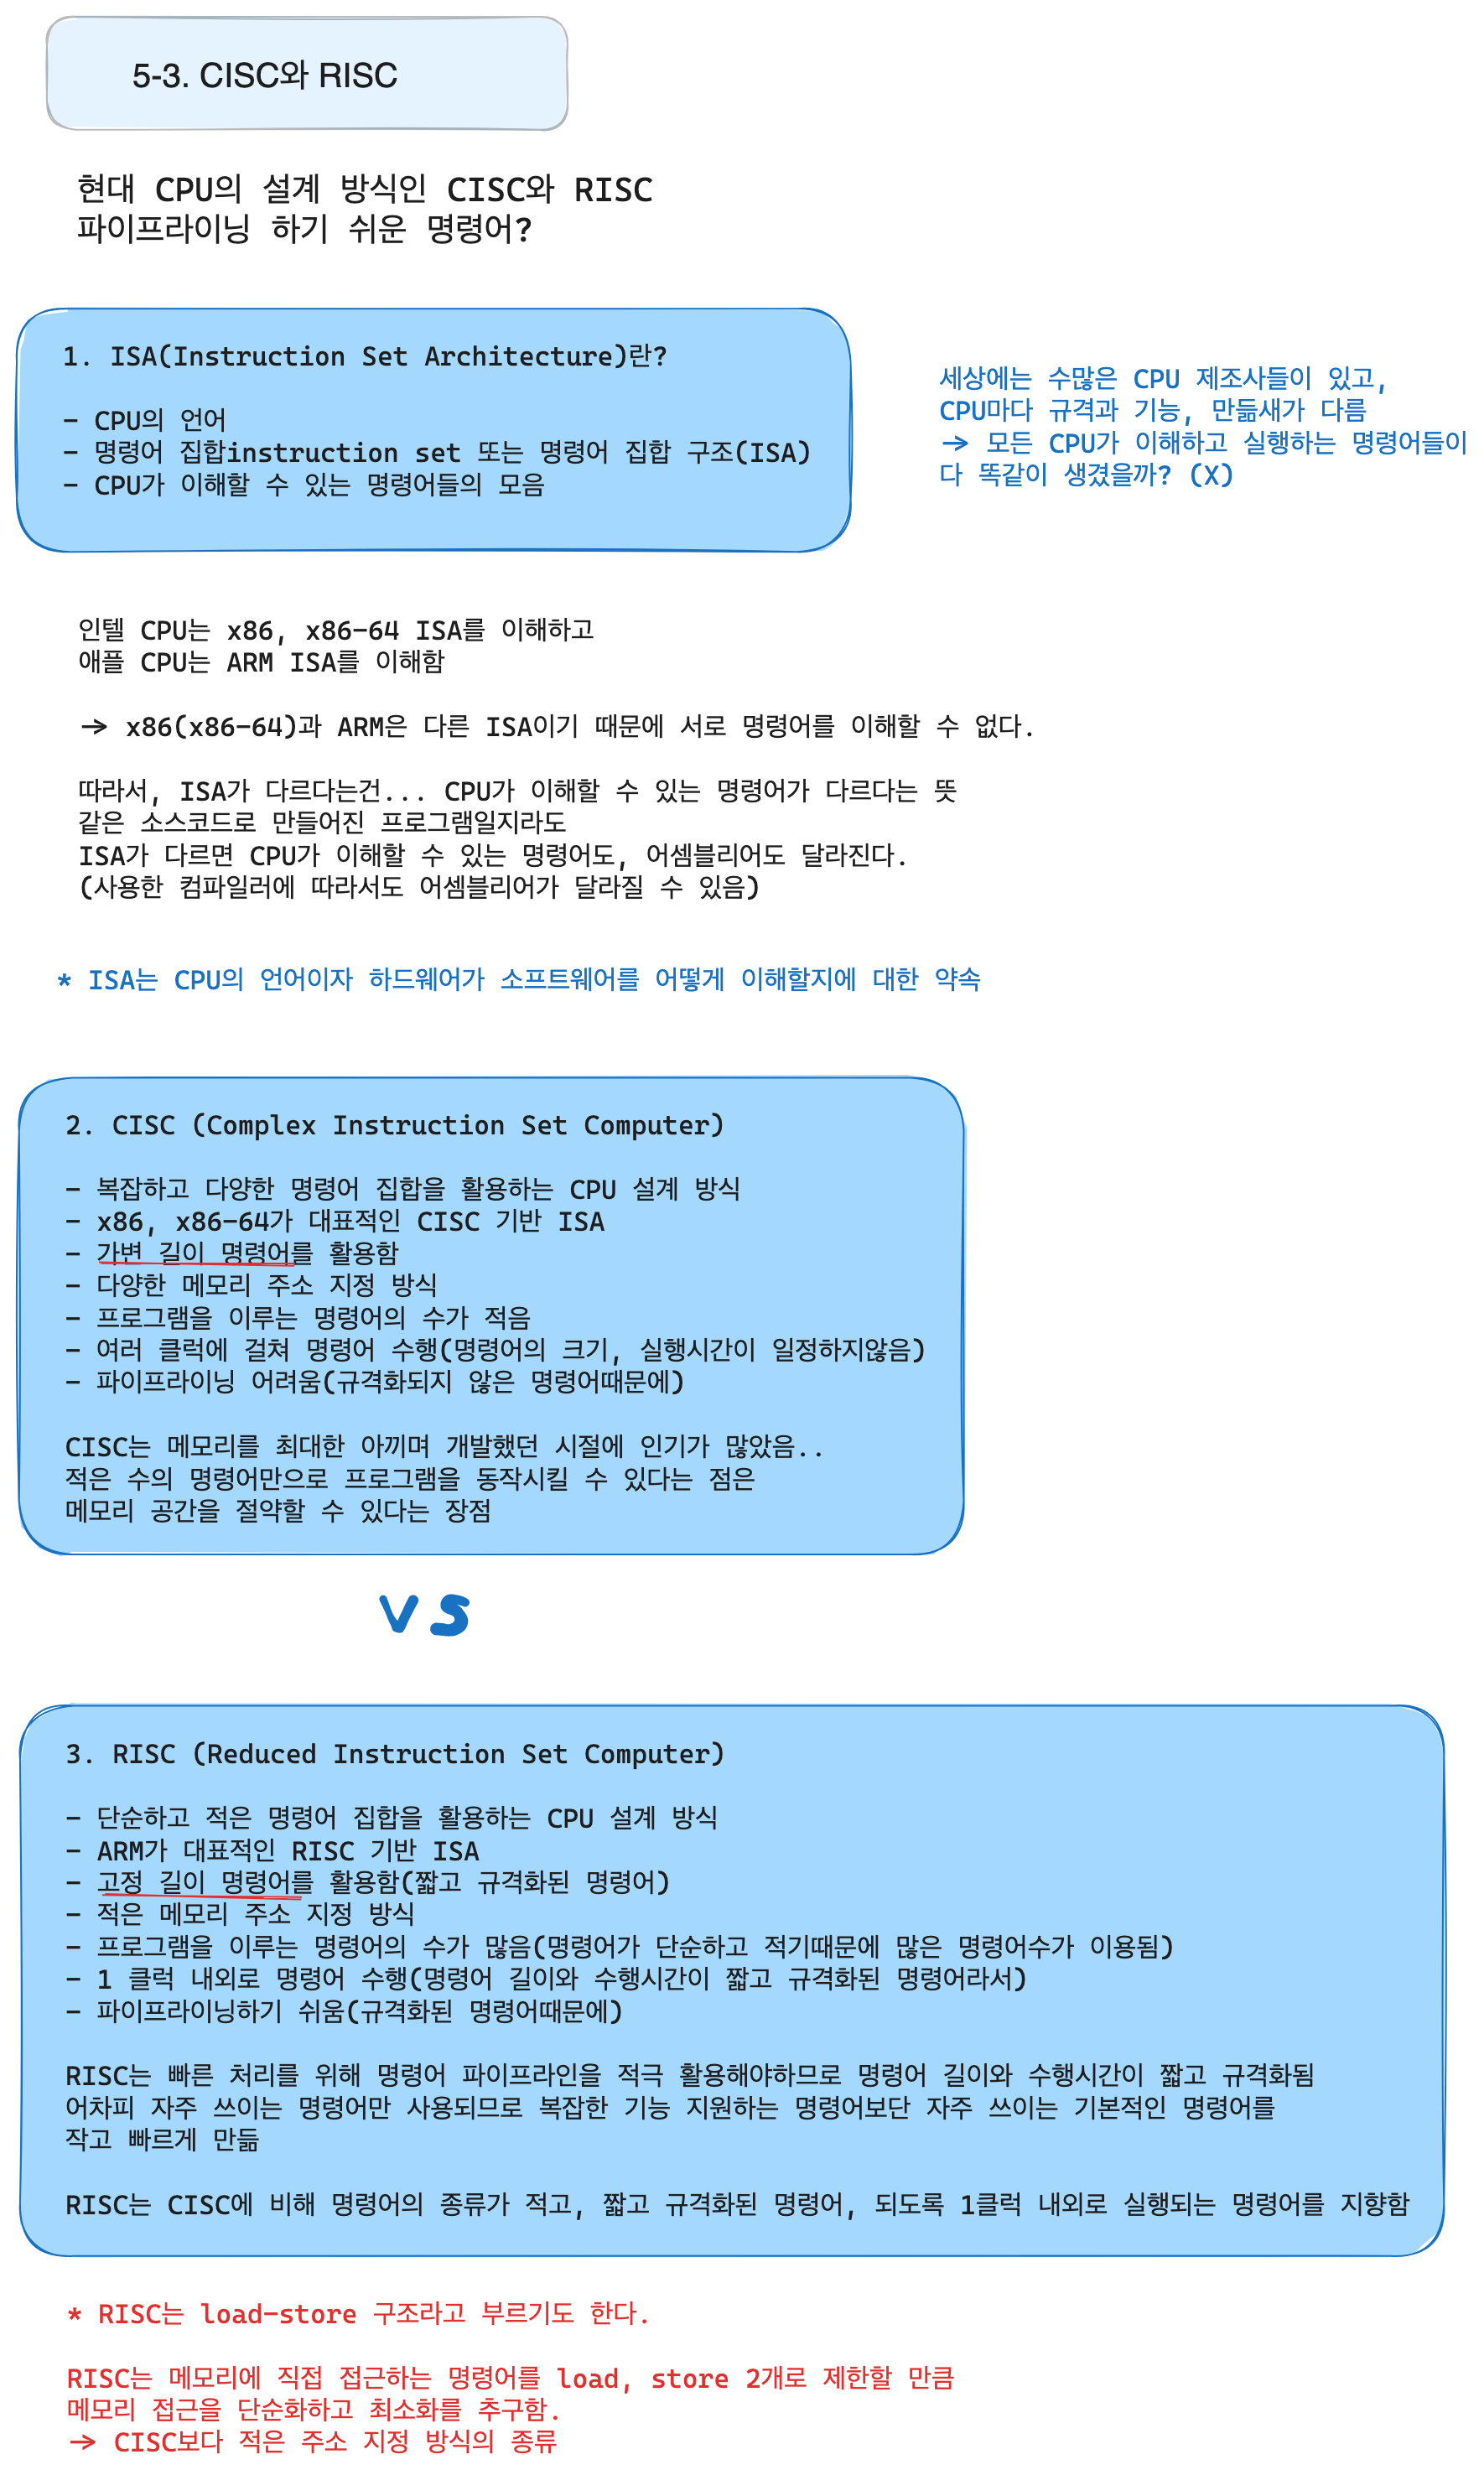 5-3. CISC와 RISC
현대 CPU의 설계 방식인 CISC와 RISC
파이프라이닝 하기 쉬운 명령어?
1. ISA(Instruction Set Architecture)란?
- CPU의 언어
- 명령어 집합instruction set 또는 명령어 집합 구조(ISA)
- CPU가 이해할 수 있는 명령어들의 모음
세상에는 수많은 CPU 제조사들이 있고,
CPU마다 규격과 기능, 만듦새가 다름
→ 모든 CPU가 이해하고 실행하는 명령어들이
다 똑같이 생겼을까? (X)
인텔 CPU는 x86, x86-64 ISA를 이해하고
애플 CPU는 ARM ISA를 이해함
→ x86(x86-64)과 ARM은 다른 ISA이기 때문에 서로 명령어를 이해할 수 없다.
따라서, ISA가 다르다는건... CPU가 이해할 수 있는 명령어가 다르다는 뜻
같은 소스코드로 만들어진 프로그램일지라도
ISA가 다르면 CPU가 이해할 수 있는 명령어도, 어셈블리어도 달라진다.
(사용한 컴파일러에 따라서도 어셈블리어가 달라질 수 있음)
* ISA는 CPU의 언어이자 하드웨어가 소프트웨어를 어떻게 이해할지에 대한 약속
2. CISC (Complex Instruction Set Computer)
- 복잡하고 다양한 명령어 집합을 활용하는 CPU 설계 방식
- x86, x86-64가 대표적인 CISC 기반 ISA
- 가변 길이 명령어를 활용함
- 다양한 메모리 주소 지정 방식
- 프로그램을 이루는 명령어의 수가 적음
- 여러 클럭에 걸쳐 명령어 수행(명령어의 크기, 실행시간이 일정하지않음)
- 파이프라이닝 어려움(규격화되지 않은 명령어때문에)
CISC는 메모리를 최대한 아끼며 개발했던 시절에 인기가 많았음..
적은 수의 명령어만으로 프로그램을 동작시킬 수 있다는 점은
메모리 공간을 절약할 수 있다는 장점
VS
3. RISC (Reduced Instruction Set Computer)
- 단순하고 적은 명령어 집합을 활용하는 CPU 설계 방식
- ARM가 대표적인 RISC 기반 ISA
- 고정 길이 명령어를 활용함(짧고 규격화된 명령어)
- 적은 메모리 주소 지정 방식
- 프로그램을 이루는 명령어의 수가 많음(명령어가 단순하고 적기때문에 많은 명령어수가 이용됨)
- 1 클럭 내외로 명령어 수행(명령어 길이와 수행시간이 짧고 규격화된 명령어라서)
- 파이프라이닝하기 쉬움(규격화된 명령어때문에)
RISC는 빠른 처리를 위해 명령어 파이프라인을 적극 활용해야하므로 명령어 길이와 수행시간이 짧고 규격화됨
어차피 자주 쓰이는 명령어만 사용되므로 복잡한 기능 지원하는 명령어보단 자주 쓰이는 기본적인 명령어를
작고 빠르게 만듦
RISC는 CISC에 비해 명령어의 종류가 적고, 짧고 규격화된 명령어, 되도록 1클럭 내외로 실행되는 명령어를 지향함
* RISC는 load-store 구조라고 부르기도 한다.
RISC는 메모리에 직접 접근하는 명령어를 load, store 2개로 제한할 만큼
메모리 접근을 단순화하고 최소화를 추구함.
→ CISC보다 적은 주소 지정 방식의 종류